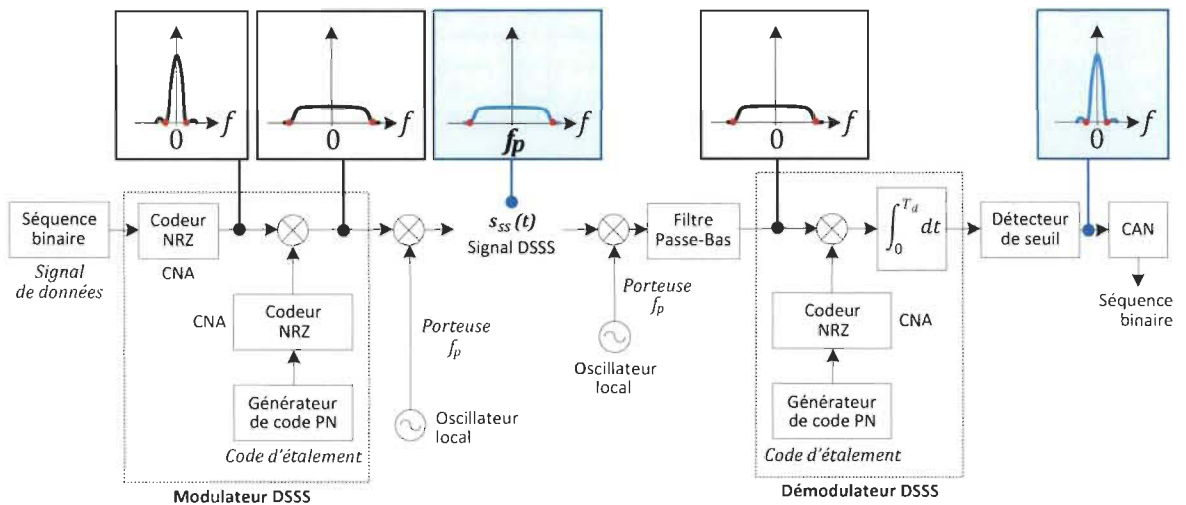 f
0
f
0
f
fp
f
0
f
0
Séquence
binaire
Signal
de données
Codeur
NRZ
CNA
CNA
Codeur
NRZ
Générateur
de code PN
Code d'étalement
Modulateur DSSS
Porteuse
fp
Oscillateur
local
sss(t)
Signal DSSS
Porteuse
fp
Oscillateur
local
Filtre
Passe-Bas
Codeur
NRZ
CNA
Générateur
de code PN
Code d'étalement
Démodulateur DSSS
∫₀^Td dt
Détecteur
de seuil
CAN
Séquence
binaire